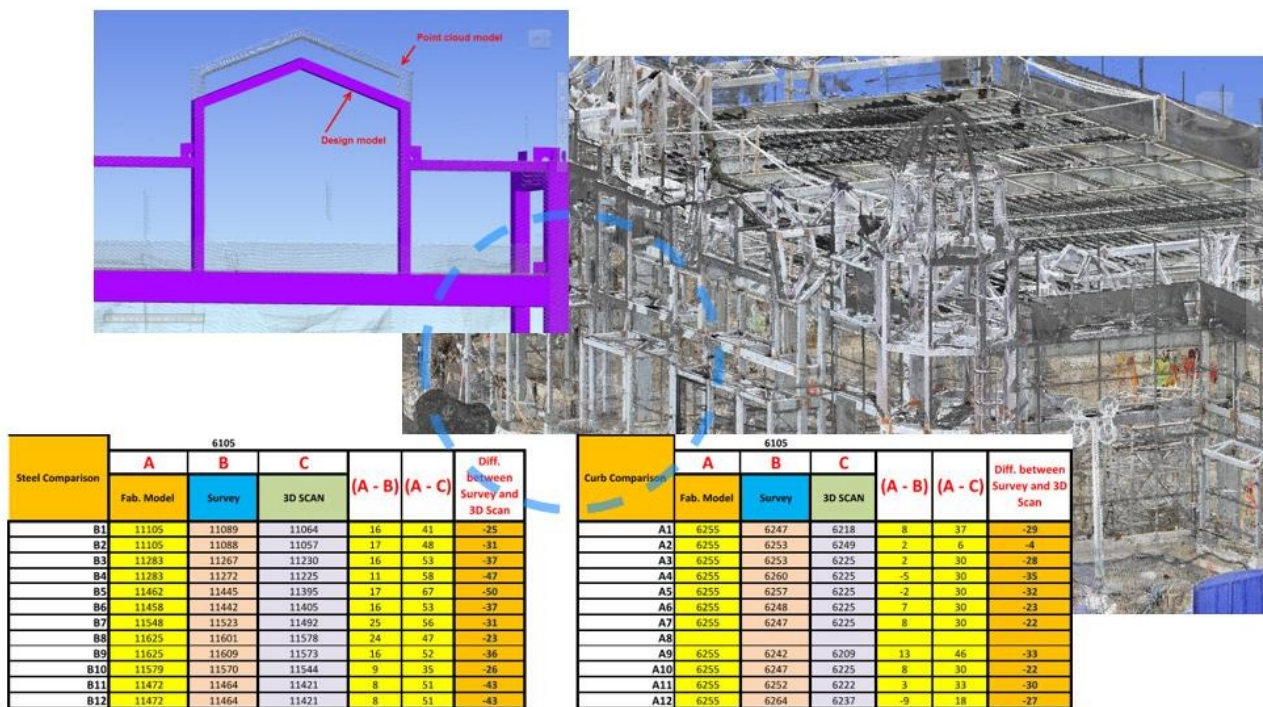 Point cloud model
Design model
6105
Steel Comparison A B C (A - B) (A - C) Diff. between Survey and 3D Scan
Fab. Model Survey 3D SCAN
B1 11105 11089 11064 16 41 -25
B2 11105 11088 11057 17 48 -31
B3 11283 11267 11230 16 53 -37
B4 11283 11272 11225 11 58 -47
B5 11462 11445 11395 17 67 -50
B6 11458 11442 11405 16 53 -37
B7 11548 11523 11492 25 56 -31
B8 11625 11601 11578 24 47 -23
B9 11625 11609 11573 16 52 -36
B10 11579 11570 11544 9 35 -26
B11 11472 11464 11421 8 51 -43
B12 11472 11464 11421 8 51 -43
6105
Curb Comparison A B C (A - B) (A - C) Diff. between Survey and 3D Scan
Fab. Model Survey 3D SCAN
A1 6255 6247 6218 8 37 -29
A2 6255 6253 6249 2 6 -4
A3 6255 6253 6225 2 30 -28
A4 6255 6260 6225 -5 30 -35
A5 6255 6257 6225 -2 30 -32
A6 6255 6248 6225 7 30 -23
A7 6255 6247 6225 8 30 -22
A8
A9 6255 6242 6209 13 46 -33
A10 6255 6247 6225 8 30 -22
A11 6255 6252 6222 3 33 -30
A12 6255 6264 6237 -9 18 -27